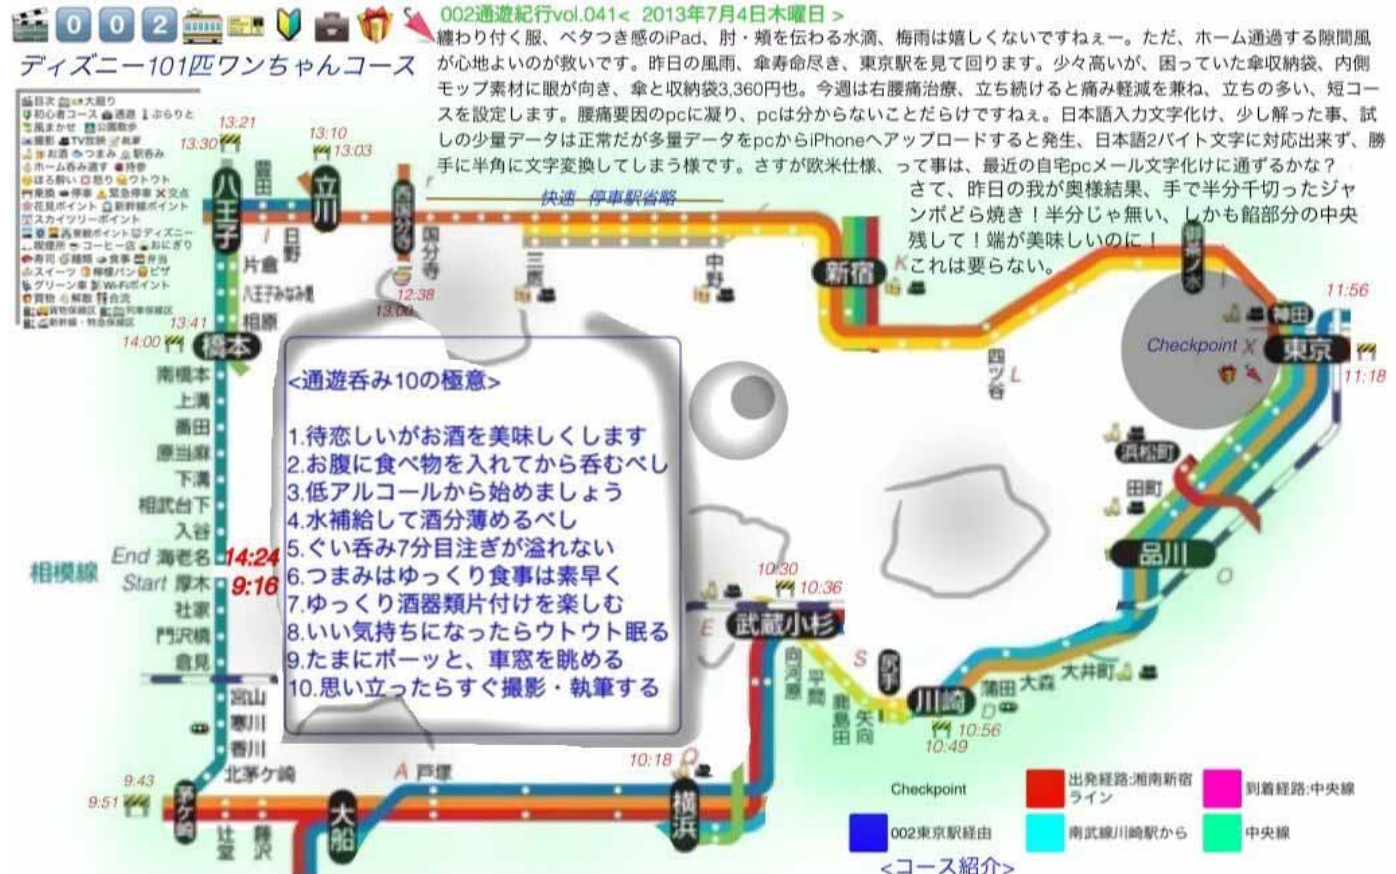 002
002通遊紀行vol.041< 2013年7月4日木曜日 >
ディズニー101匹ワンちゃんコース
纏わり付く服、ベタつき感のiPad、肘・頬を伝わる水滴、梅雨は嬉しくないですねぇー。ただ、ホーム通過する隙間風
が心地よいのが救いです。昨日の風雨、傘寿命尽き、東京駅を見て回ります。少々高いが、困っていた傘収納袋、内側
モップ素材に眼が向き、傘と収納袋3,360円也。今週は右腰痛治療、立ち続けると痛み軽減を兼ね、立ちの多い、短コー
スを設定します。腰痛要因のpcに凝り、pcは分からないことだらけですねぇ。日本語入力文字化け、少し解った事、試
しの少量データは正常だが多量データをpcからiPhoneへアップロードすると発生、日本語2バイト文字に対応出来ず、勝
手に半角に文字変換してしまう様です。さすが欧米仕様、って事は、最近の自宅pcメール文字化けに通ずるかな？
さて、昨日の我が奥様結果、手で半分千切ったジャ
ンボどら焼き！半分じゃ無い、しかも餡部分の中央
残して！端が美味しいのに！
これは要らない。
13:21
13:30
13:10
13:03
八王子
豊田
日野
立川
西国分寺
国分寺
快速 停車駅省略
三鷹
中野
新宿
K
御茶ノ水
四ツ谷
L
神田
東京
11:56
11:18
Checkpoint X
12:38
13:00
片倉
八王子みなみ野
相原
13:41
14:00
橋本
南橋本
上溝
番田
原当麻
下溝
相武台下
入谷
End 海老名 14:24
相模線
Start 厚木 9:16
社家
門沢橋
倉見
宮山
寒川
香川
北茅ケ崎
9:43
9:51
茅ケ崎
辻堂
藤沢
大船
A 戸塚
10:18
横浜
<通遊呑み10の極意>
1.待恋しいがお酒を美味しくします
2.お腹に食べ物を入れてから呑むべし
3.低アルコールから始めましょう
4.水補給して酒分薄めるべし
5.ぐい呑み7分目注ぎが溢れない
6.つまみはゆっくり食事は素早く
7.ゆっくり酒器類片付けを楽しむ
8.いい気持ちになったらウトウト眠る
9.たまにボーッと、車窓を眺める
10.思い立ったらすぐ撮影・執筆する
10:30
10:36
E
武蔵小杉
向河原
平間
鹿島田
矢向
S
尻手
川崎
10:56
10:49
蒲田
D
大森
大井町
品川
O
田町
浜松町
Checkpoint
002東京駅経由
出発経路:湘南新宿
ライン
南武線川崎駅から
到着経路:中央線
中央線
<コース紹介>